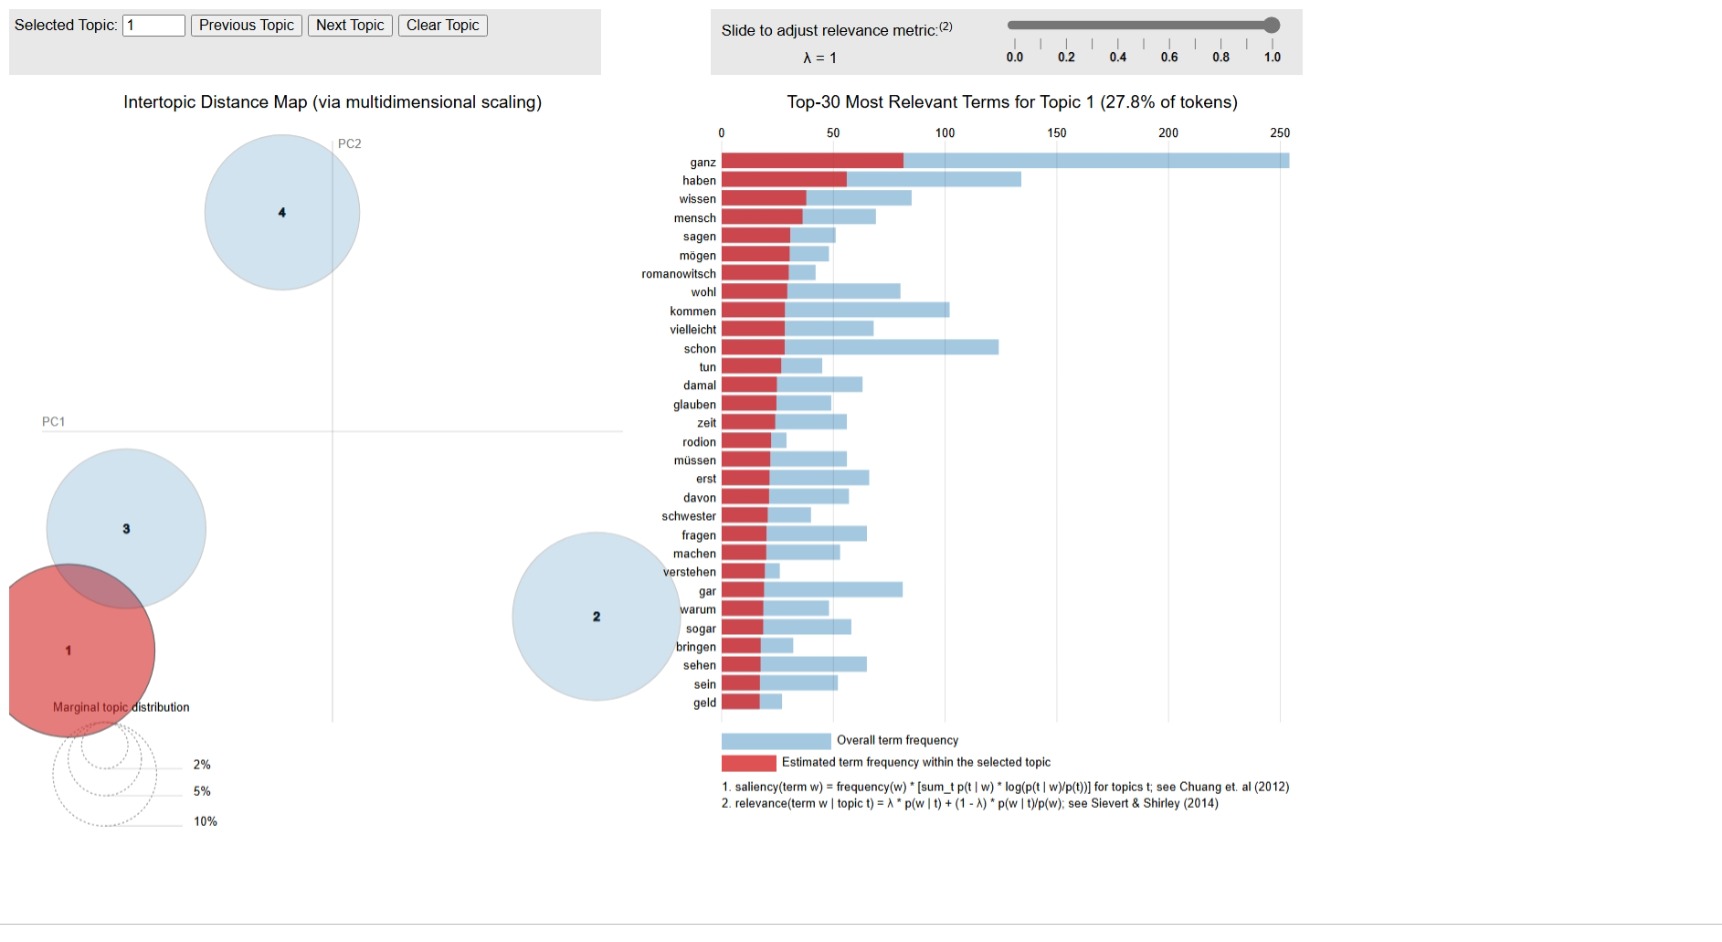 Selected Topic: 1 Previous Topic Next Topic Clear Topic
Slide to adjust relevance metric:(2)
λ = 1
0.0 0.2 0.4 0.6 0.8 1.0
Intertopic Distance Map (via multidimensional scaling)
PC2
4
PC1
3
1
2
Marginal topic distribution
2%
5%
10%
Top-30 Most Relevant Terms for Topic 1 (27.8% of tokens)
0 50 100 150 200 250
ganz
haben
wissen
mensch
sagen
mögen
romanowitsch
wohl
kommen
vielleicht
schon
tun
damal
glauben
zeit
rodion
müssen
erst
davon
schwester
fragen
machen
verstehen
gar
warum
sogar
bringen
sehen
sein
geld
Overall term frequency
Estimated term frequency within the selected topic
1. saliency(term w) = frequency(w) * [sum_t p(t | w) * log(p(t | w)/p(t))] for topics t; see Chuang et. al (2012)
2. relevance(term w | topic t) = λ * p(w | t) + (1 - λ) * p(w | t)/p(w); see Sievert & Shirley (2014)